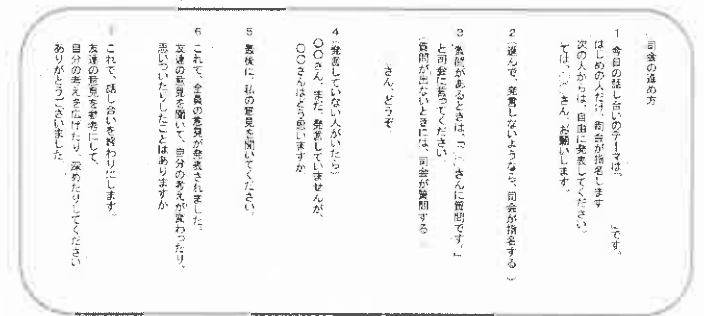 司会の進め方
1 今日の話し合いのテーマは、「　　　」です。
はじめの人だけ、司会が指名します
次の人からは、自由に発表してください。
では、○○さん、お願いします。
2 (進んで、発言しないようなら、司会が指名する )
3 質問があるときは、「○○さんに質問です。」
と司会に言ってください
(質問が出ないときには、司会が質問する
さん、どうぞ
4 (発言していない人がいたら)
○○さん、まだ、発言していませんが、
○○さんはどう思いますか
5 最後に、私の意見を聞いてください。
6 これで、全員の意見が発表されました。
友達の意見を聞いて、自分の考えが変わったり、
思いついたりしたことはありますか
これで、話し合いを終わりにします。
友達の意見を参考にして、
自分の考えを広げたり、深めたりしてください
ありがとうございました